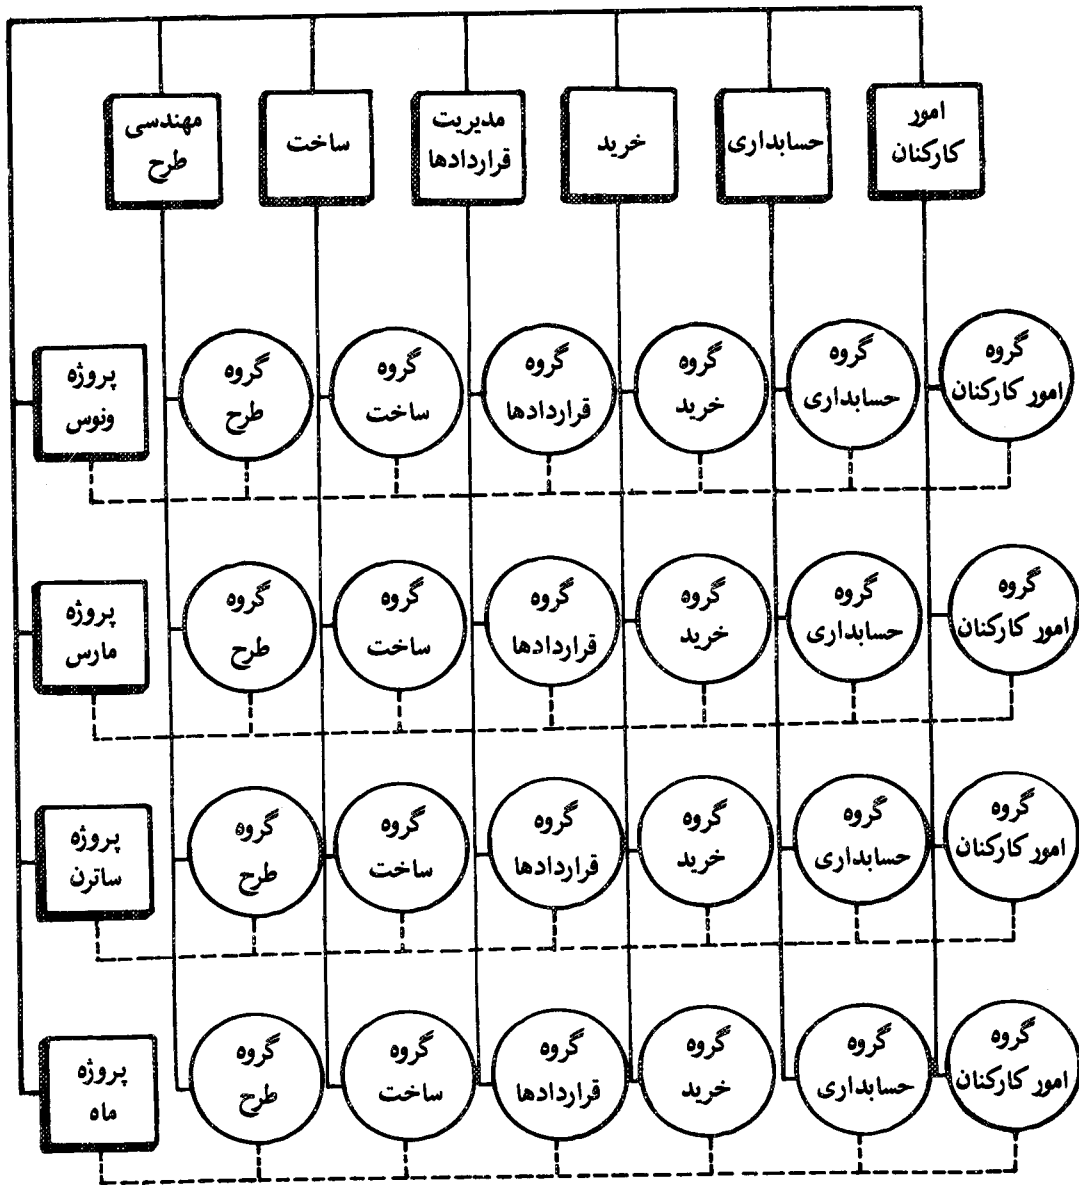 امور
کارکنان
حسابداری
خرید
مدیریت
قراردادها
ساخت
مهندسی
طرح
گروه
امور کارکنان
گروه
حسابداری
گروه
خرید
گروه
قراردادها
گروه
ساخت
گروه
طرح
پروژه
ونوس
گروه
امور کارکنان
گروه
حسابداری
گروه
خرید
گروه
قراردادها
گروه
ساخت
گروه
طرح
پروژه
مارس
گروه
امور کارکنان
گروه
حسابداری
گروه
خرید
گروه
قراردادها
گروه
ساخت
گروه
طرح
پروژه
ساترن
گروه
امور کارکنان
گروه
حسابداری
گروه
خرید
گروه
قراردادها
گروه
ساخت
گروه
طرح
پروژه
ماه